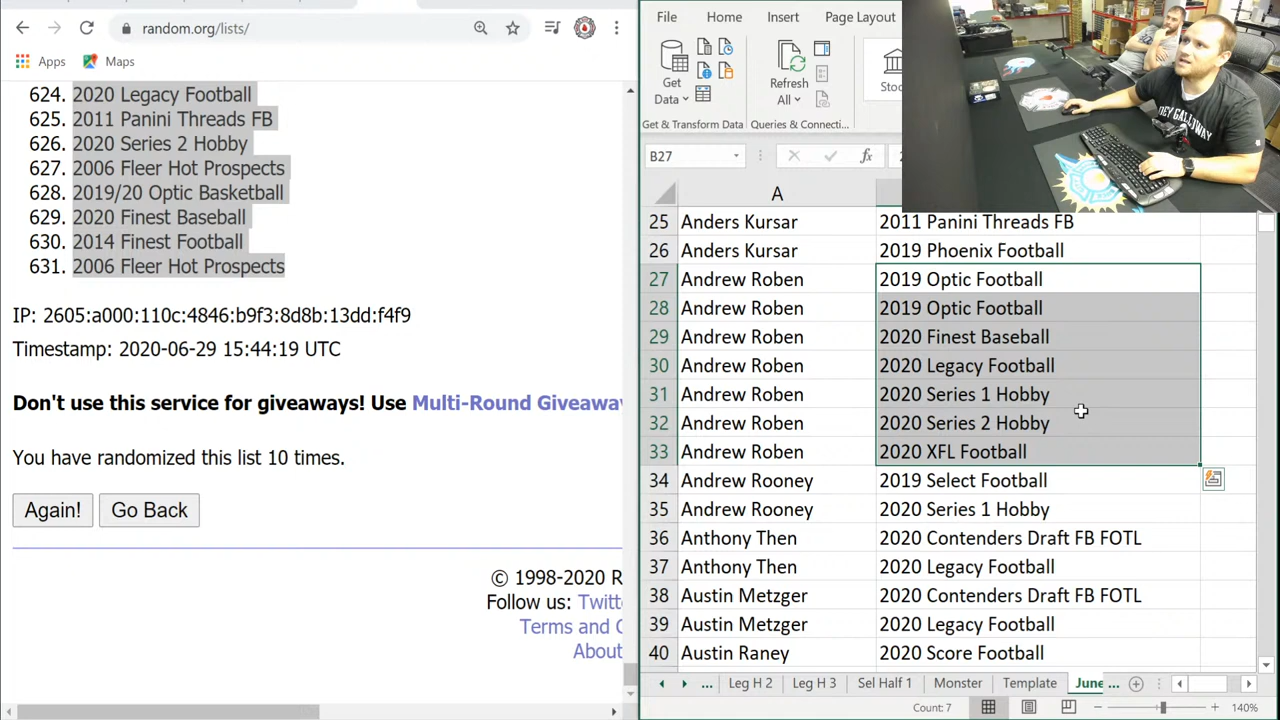 random.org/lists/
Apps
Maps
624. 2020 Legacy Football
625. 2011 Panini Threads FB
626. 2020 Series 2 Hobby
627. 2006 Fleer Hot Prospects
628. 2019/20 Optic Basketball
629. 2020 Finest Baseball
630. 2014 Finest Football
631. 2006 Fleer Hot Prospects
IP: 2605:a000:110c:4846:b9f3:8d8b:13dd:f4f9
Timestamp: 2020-06-29 15:44:19 UTC
Don't use this service for giveaways! Use Multi-Round Giveaway
You have randomized this list 10 times.
Again! Go Back
© 1998-2020 R
Follow us: Twitt
Terms and C
About
File Home Insert Page Layout
Get Data
Refresh All
Stoc
Get & Transform Data Queries & Connecti...
B27 fx
A
25 Anders Kursar 2011 Panini Threads FB
26 Anders Kursar 2019 Phoenix Football
27 Andrew Roben 2019 Optic Football
28 Andrew Roben 2019 Optic Football
29 Andrew Roben 2020 Finest Baseball
30 Andrew Roben 2020 Legacy Football
31 Andrew Roben 2020 Series 1 Hobby
32 Andrew Roben 2020 Series 2 Hobby
33 Andrew Roben 2020 XFL Football
34 Andrew Rooney 2019 Select Football
35 Andrew Rooney 2020 Series 1 Hobby
36 Anthony Then 2020 Contenders Draft FB FOTL
37 Anthony Then 2020 Legacy Football
38 Austin Metzger 2020 Contenders Draft FB FOTL
39 Austin Metzger 2020 Legacy Football
40 Austin Raney 2020 Score Football
... Leg H 2 Leg H 3 Sel Half 1 Monster Template June ...
Count: 7 140%